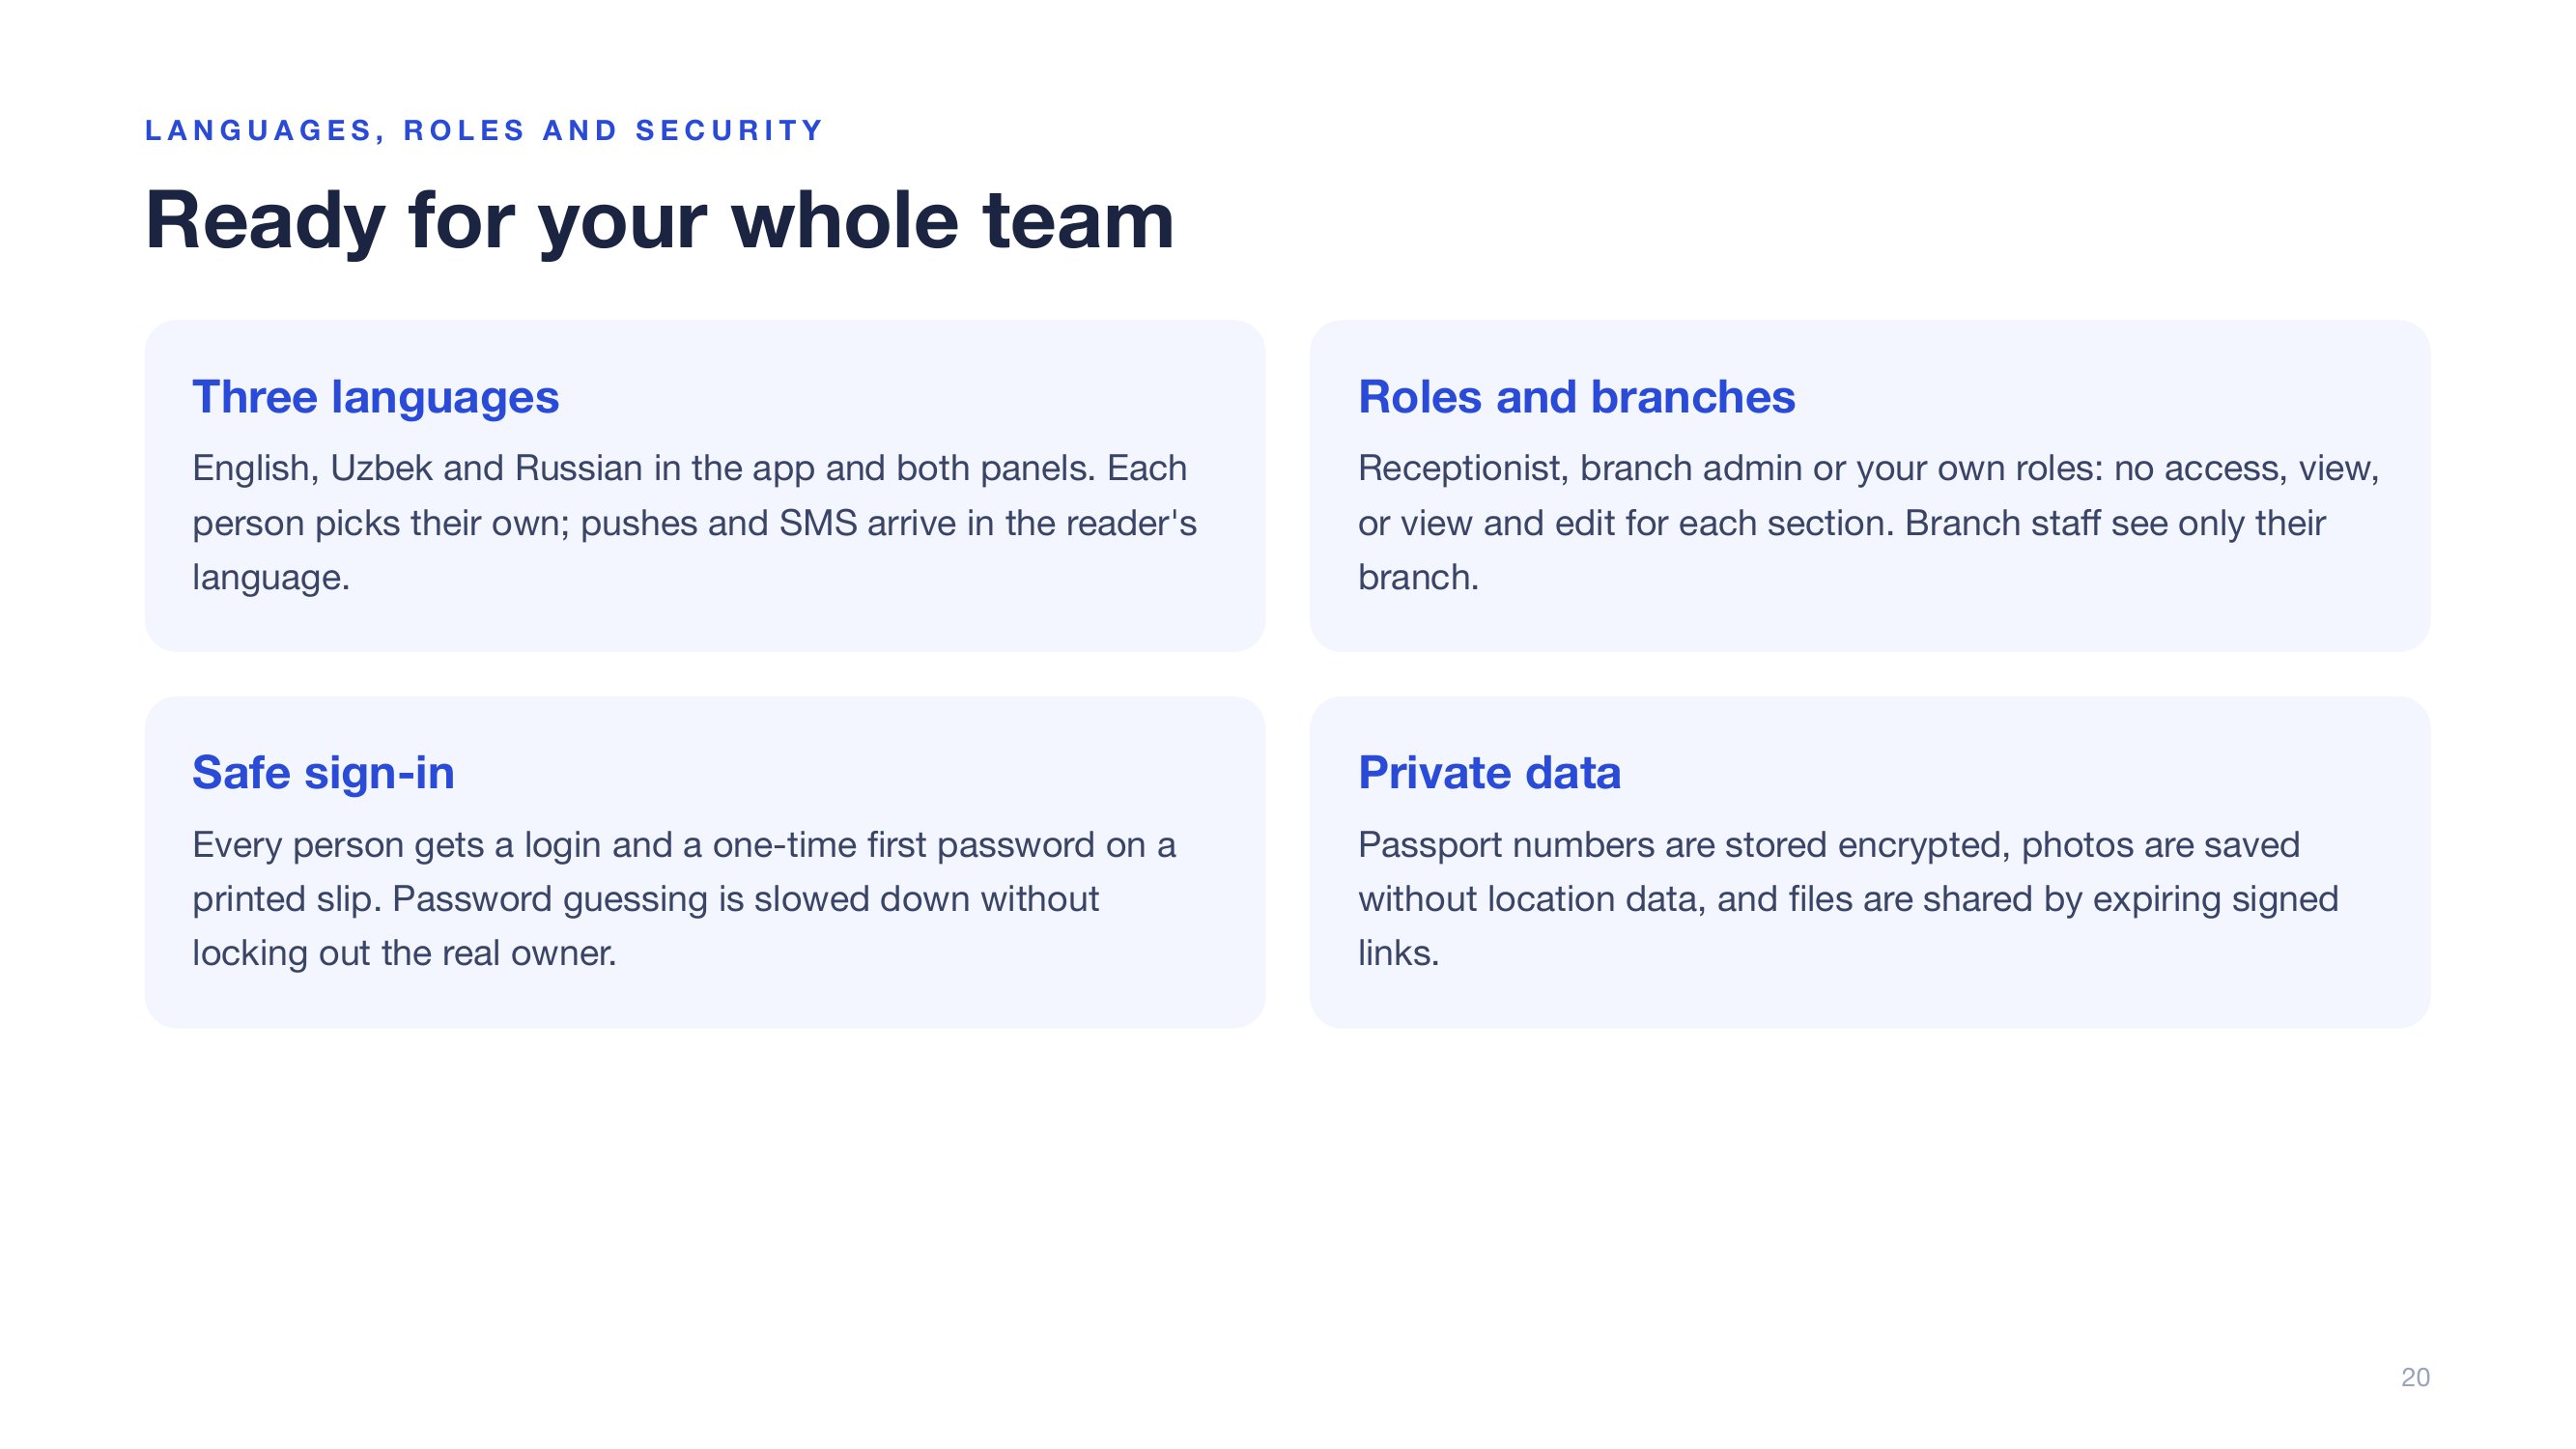 LANGUAGES, ROLES AND SECURITY
Ready for your whole team
Three languages
English, Uzbek and Russian in the app and both panels. Each
person picks their own; pushes and SMS arrive in the reader's
language.
Roles and branches
Receptionist, branch admin or your own roles: no access, view,
or view and edit for each section. Branch staff see only their
branch.
Safe sign-in
Every person gets a login and a one-time first password on a
printed slip. Password guessing is slowed down without
locking out the real owner.
Private data
Passport numbers are stored encrypted, photos are saved
without location data, and files are shared by expiring signed
links.
20